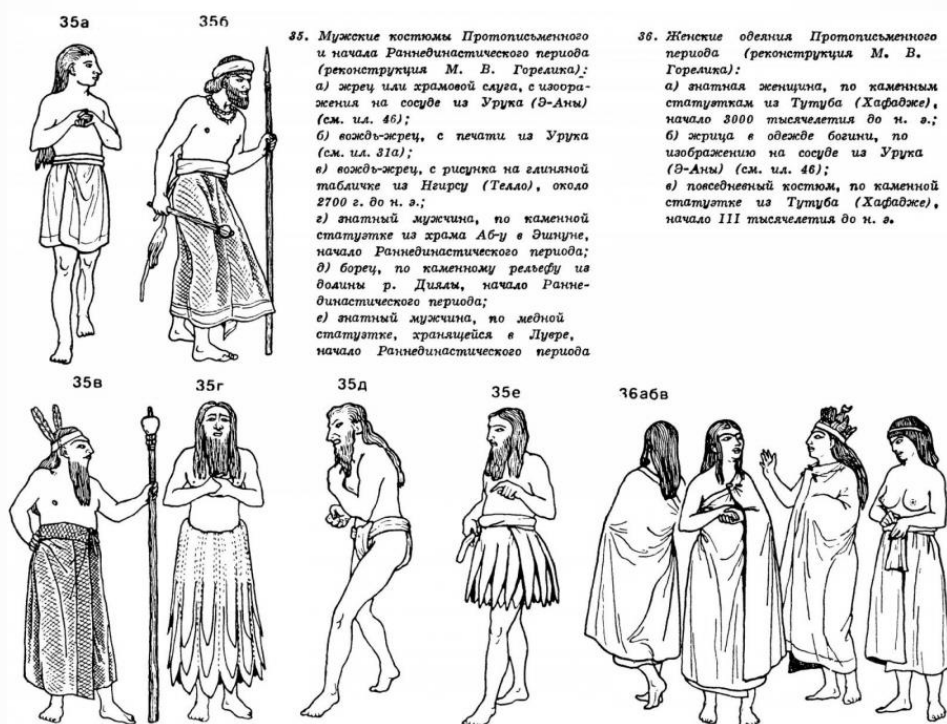 35а
35б
35. Мужские костюмы Протописьменного
и начала Раннединастического периода
(реконструкция М. В. Горелика):
а) жрец или храмовой слуга, с изобра-
жения на сосуде из Урука (Э-Аны)
(см. ил. 46);
б) вождь-жрец, с печати из Урука
(см. ил. 31а);
в) вождь-жрец, с рисунка на глиняной
табличке из Нгирсу (Телло), около
2700 г. до н. э.;
г) знатный мужчина, по каменной
статуэтке из храма Аб-у в Эшнуне,
начало Раннединастического периода;
д) борец, по каменному рельефу из
долины р. Диялы, начало Ранне-
династического периода;
е) знатный мужчина, по медной
статуэтке, хранящейся в Лувре,
начало Раннединастического периода
36. Женские одеяния Протописьменного
периода (реконструкция М. В.
Горелика):
а) знатная женщина, по каменным
статуэткам из Тутуба (Хафадже),
начало 3000 тысячелетия до н. э.;
б) жрица в одежде богини, по
изображению на сосуде из Урука
(Э-Аны) (см. ил. 46);
в) повседневный костюм, по каменной
статуэтке из Тутуба (Хафадже),
начало III тысячелетия до н. э.
35в
35г
35д
35е
36абв